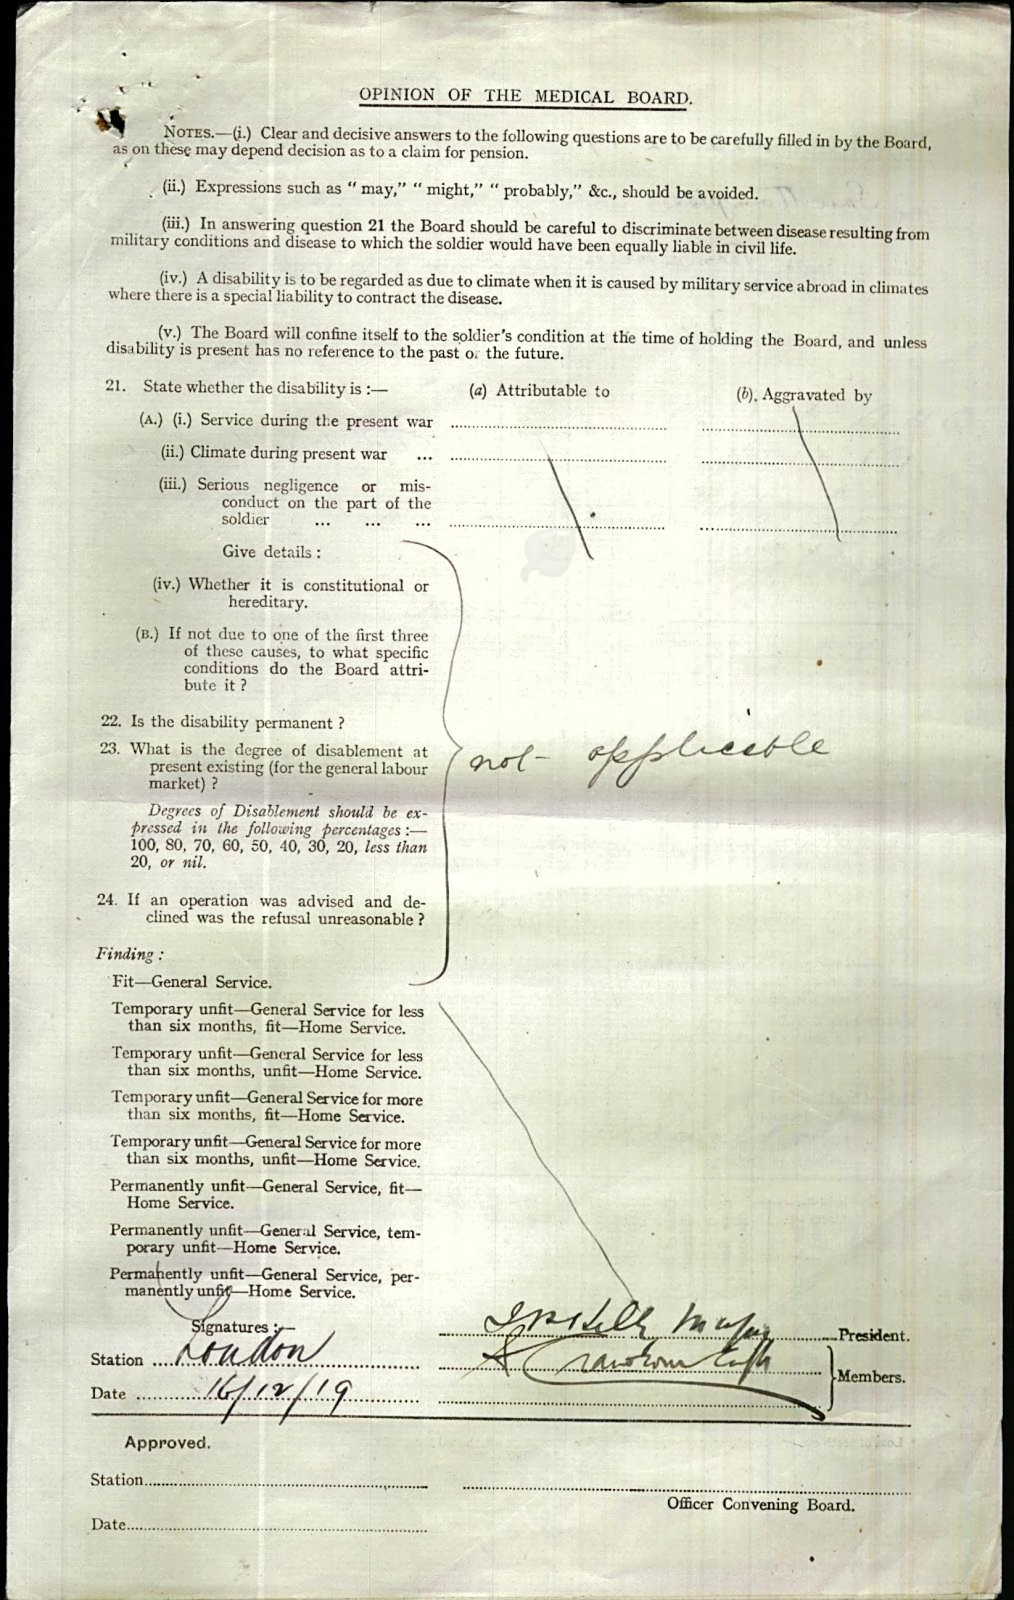 OPINION OF THE MEDICAL BOARD.
NOTES.—(i.) Clear and decisive answers to the following questions are to be carefully filled in by the Board,
as on these may depend decision as to a claim for pension.
(ii.) Expressions such as " may," " might," " probably," &c., should be avoided.
(iii.) In answering question 21 the Board should be careful to discriminate between disease resulting from
military conditions and disease to which the soldier would have been equally liable in civil life.
(iv.) A disability is to be regarded as due to climate when it is caused by military service abroad in climates
where there is a special liability to contract the disease.
(v.) The Board will confine itself to the soldier's condition at the time of holding the Board, and unless
disability is present has no reference to the past or the future.
21. State whether the disability is :— (a) Attributable to (b). Aggravated by
(A.) (i.) Service during the present war
(ii.) Climate during present war ...
(iii.) Serious negligence or mis-
conduct on the part of the
soldier ... ... ...
Give details :
(iv.) Whether it is constitutional or
hereditary.
(B.) If not due to one of the first three
of these causes, to what specific
conditions do the Board attri-
bute it ?
22. Is the disability permanent ?
23. What is the degree of disablement at
present existing (for the general labour
market) ?
not applicable
Degrees of Disablement should be ex-
pressed in the following percentages :—
100, 80, 70, 60, 50, 40, 30, 20, less than
20, or nil.
24. If an operation was advised and de-
clined was the refusal unreasonable ?
Finding :
Fit—General Service.
Temporary unfit—General Service for less
than six months, fit—Home Service.
Temporary unfit—General Service for less
than six months, unfit—Home Service.
Temporary unfit—General Service for more
than six months, fit—Home Service.
Temporary unfit—General Service for more
than six months, unfit—Home Service.
Permanently unfit—General Service, fit—
Home Service.
Permanently unfit—General Service, tem-
porary unfit—Home Service.
Permanently unfit—General Service, per-
manently unfit—Home Service.
Signatures :—
Major President.
Station London
Members.
Date 16/12/19
Approved.
Station
Officer Convening Board.
Date